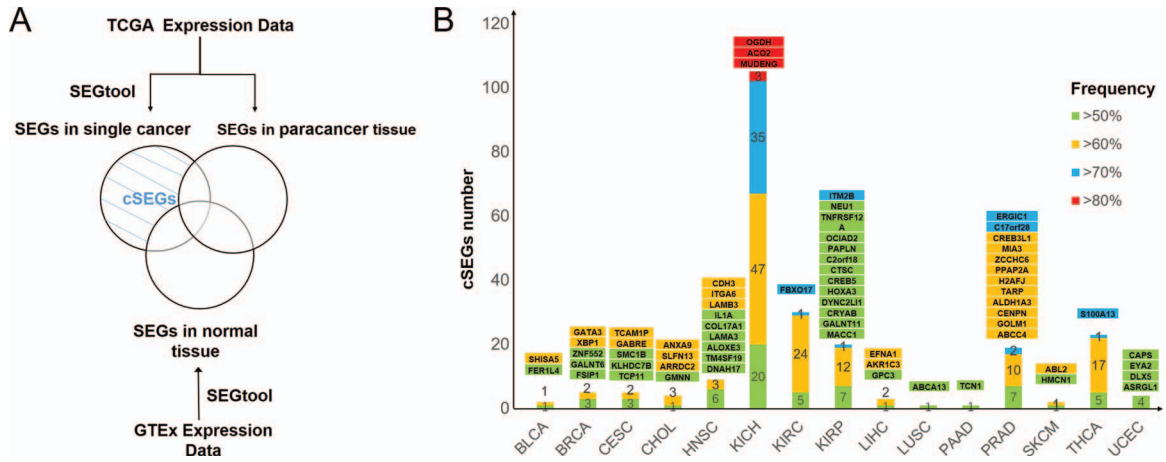 A
TCGA Expression Data
SEGtool
SEGs in single cancer
SEGs in paracancer tissue
cSEGs
SEGs in normal
tissue
SEGtool
GTEx Expression
Data
B
cSEGs number
120
100
80
60
40
20
0
SHISA5
FER1L4
1
1
BLCA
GATA3
XBP1
ZNF552
GALNT6
FSIP1
2
3
BRCA
TCAM1P
GABRE
SMC1B
KLHDC7B
TCP11
2
3
CESC
ANXA9
SLFN13
ARRDC2
GMNN
3
1
CHOL
CDH3
ITGA6
LAMB3
IL1A
COL17A1
LAMA3
ALOXE3
TM4SF19
DNAH17
3
6
HNSC
OGDH
ACO2
MUDENG
3
35
47
20
KICH
FBXO17
1
24
5
KIRC
ITM2B
NEU1
TNFRSF12
A
OCIAD2
PAPLN
C2orf18
CTSC
CREB5
HOXA3
DYNC2LI1
CRYAB
GALNT11
MACC1
1
12
7
KIRP
EFNA1
AKR1C3
GPC3
2
1
LIHC
ABCA13
1
LUSC
TCN1
1
PAAD
ERGIC1
C17orf28
CREB3L1
MIA3
ZCCHC6
PPAP2A
H2AFJ
TARP
ALDH1A3
CENPN
GOLM1
ABCC4
2
10
7
PRAD
ABL2
HMCN1
1
1
SKCM
S100A13
1
17
5
THCA
CAPS
EYA2
DLX5
ASRGL1
4
UCEC
Frequency
>50%
>60%
>70%
>80%